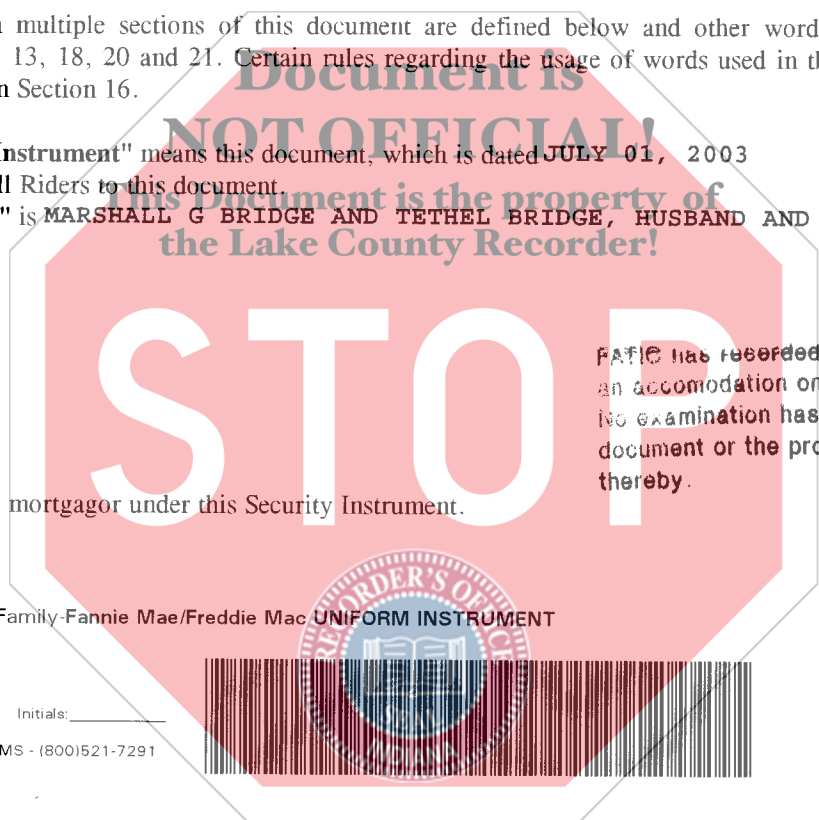 multiple sections of this document are defined below and other word
13, 18, 20 and 21. Certain rules regarding the usage of words used in th
n Section 16.
Document is
NOT OFFICIAL!
Instrument" means this document, which is dated JULY 01, 2003
ll Riders to this document.
This Document is the property of
" is MARSHALL G BRIDGE AND TETHEL BRIDGE, HUSBAND AND
the Lake County Recorder!
STOP
FATIC has recorded
an accomodation on
No examination has
document or the pro
thereby.
mortgagor under this Security Instrument.
RECORDER'S OFFICE
Family-Fannie Mae/Freddie Mac UNIFORM INSTRUMENT
SEAL
INDIANA
Initials:
MS - (800)521-7291